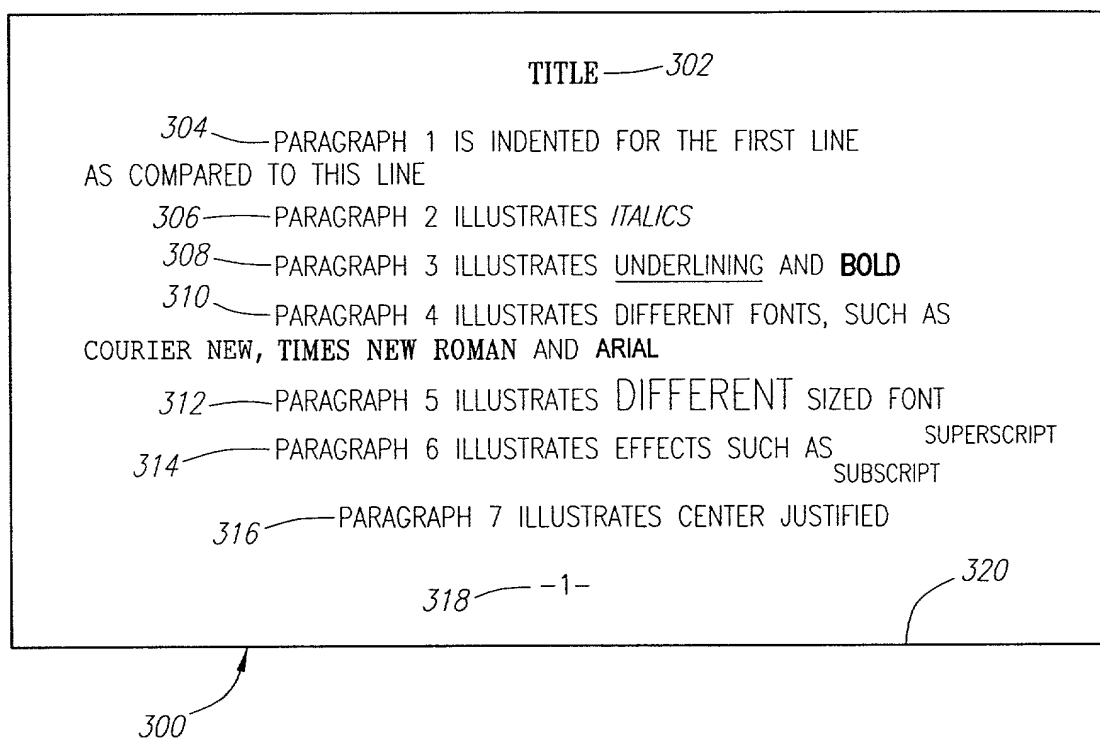 TITLE 302
304 PARAGRAPH 1 IS INDENTED FOR THE FIRST LINE
AS COMPARED TO THIS LINE
306 PARAGRAPH 2 ILLUSTRATES ITALICS
308 PARAGRAPH 3 ILLUSTRATES UNDERLINING AND BOLD
310 PARAGRAPH 4 ILLUSTRATES DIFFERENT FONTS, SUCH AS
COURIER NEW, TIMES NEW ROMAN AND ARIAL
312 PARAGRAPH 5 ILLUSTRATES DIFFERENT SIZED FONT
314 PARAGRAPH 6 ILLUSTRATES EFFECTS SUCH AS SUBSCRIPT SUPERSCRIPT
316 PARAGRAPH 7 ILLUSTRATES CENTER JUSTIFIED
318 -1- 320
300